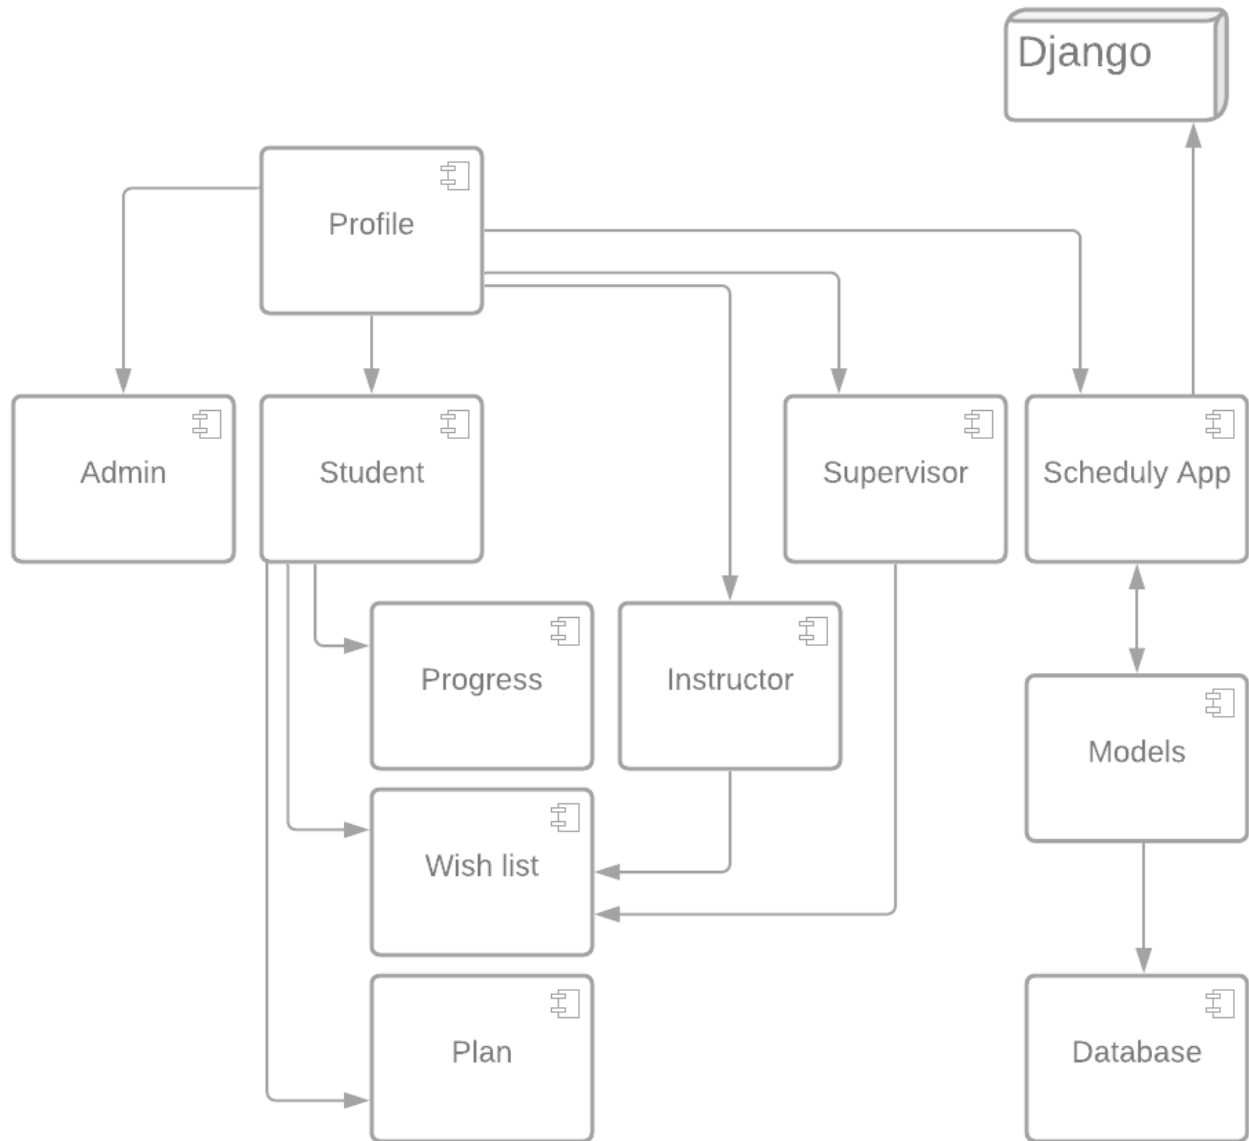 Django
Profile
Admin
Student
Supervisor
Scheduly App
Progress
Instructor
Models
Wish list
Plan
Database